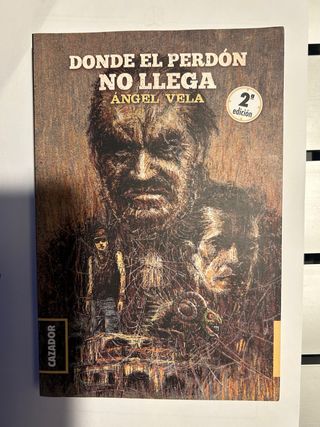 DONDE EL PERDÓN
NO LLEGA
ÁNGEL VELA
2ª
edición
CAZADOR